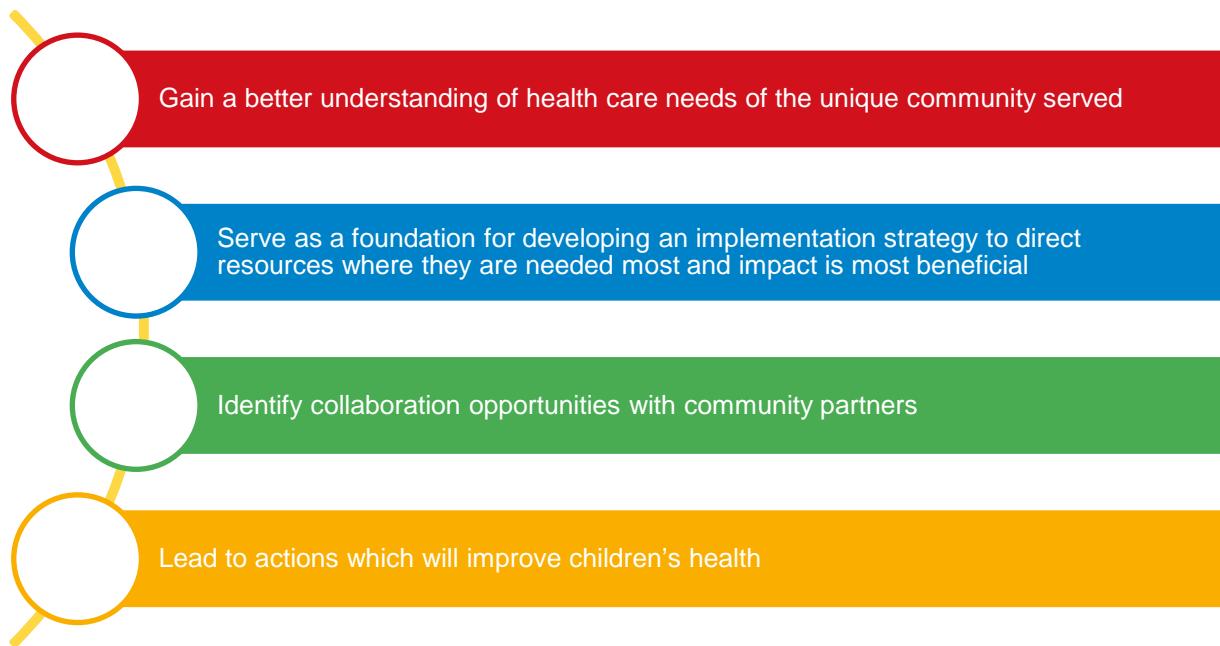 Gain a better understanding of health care needs of the unique community served
Serve as a foundation for developing an implementation strategy to direct
resources where they are needed most and impact is most beneficial
Identify collaboration opportunities with community partners
Lead to actions which will improve children’s health